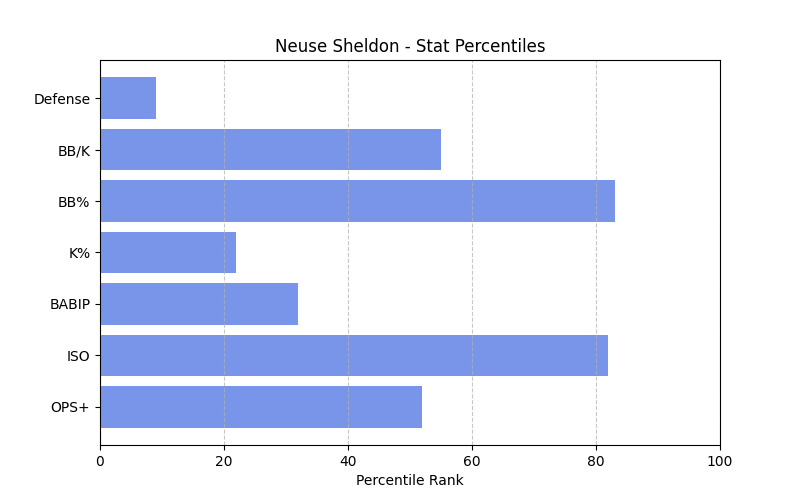 Neuse Sheldon - Stat Percentiles
Defense
BB/K
BB%
K%
BABIP
ISO
OPS+
0 20 40 60 80 100
Percentile Rank